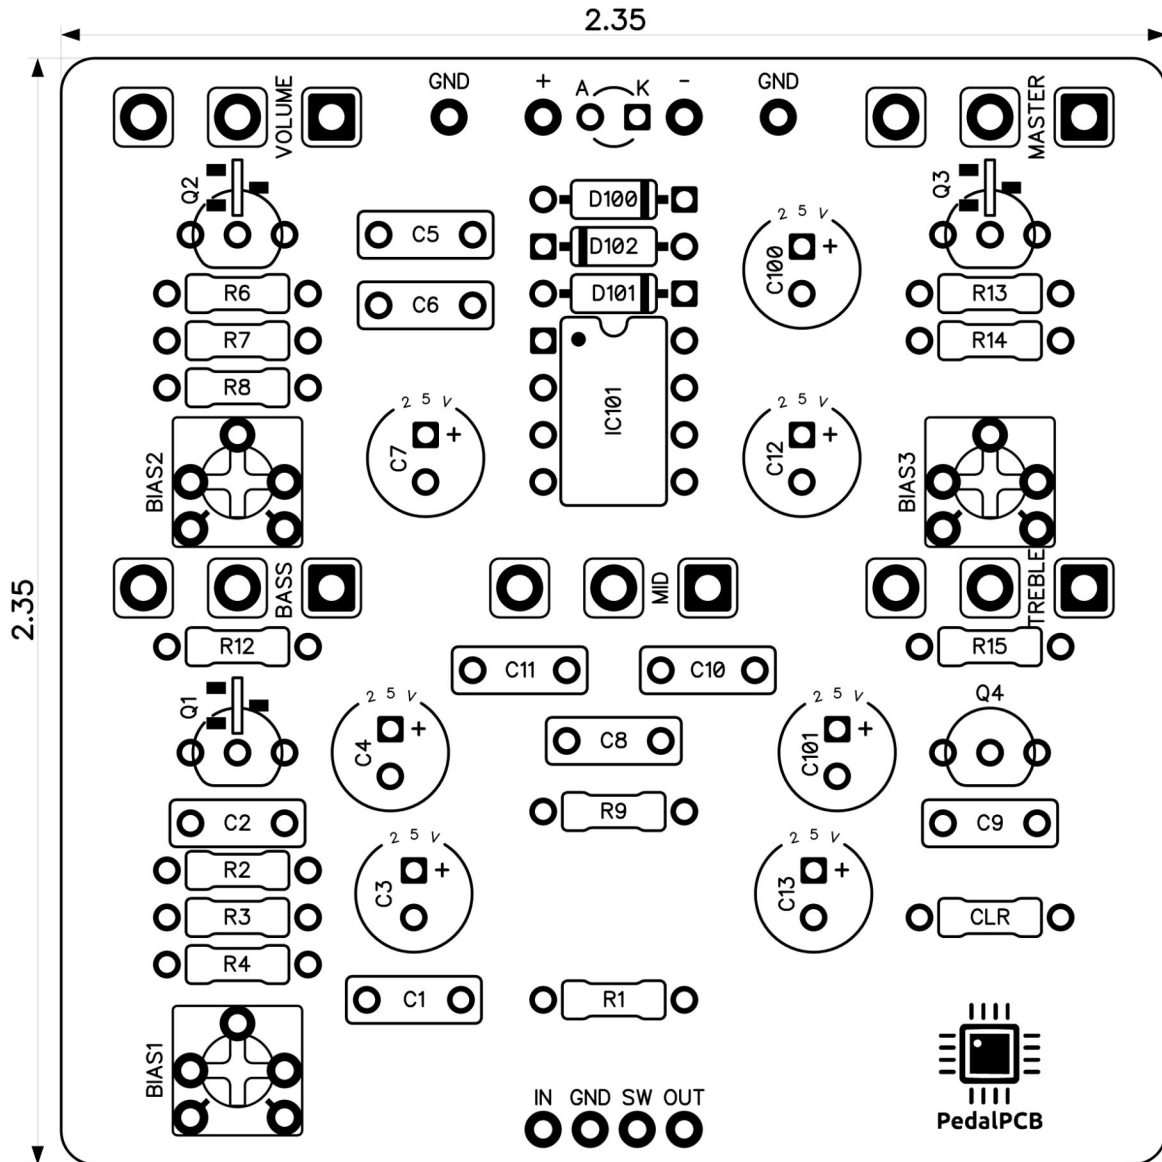 2.35
GND + A K - GND
VOLUME
MASTER
Q2
Q3
D100
2 5 V
C5
D102
+
C100
R6
C6
D101
R13
R7
R14
R8
IC101
2 5 V
+
C7
2 5 V
+
C12
BIAS2
BIAS3
2.35
BASS
MID
TREBLE
R12
C11
C10
R15
Q1
2 5 V
+
C4
C8
2 5 V
+
C101
Q4
C2
R9
C9
R2
2 5 V
+
C3
2 5 V
+
C13
R3
CLR
R4
C1
R1
BIAS1
IN GND SW OUT
PedalPCB